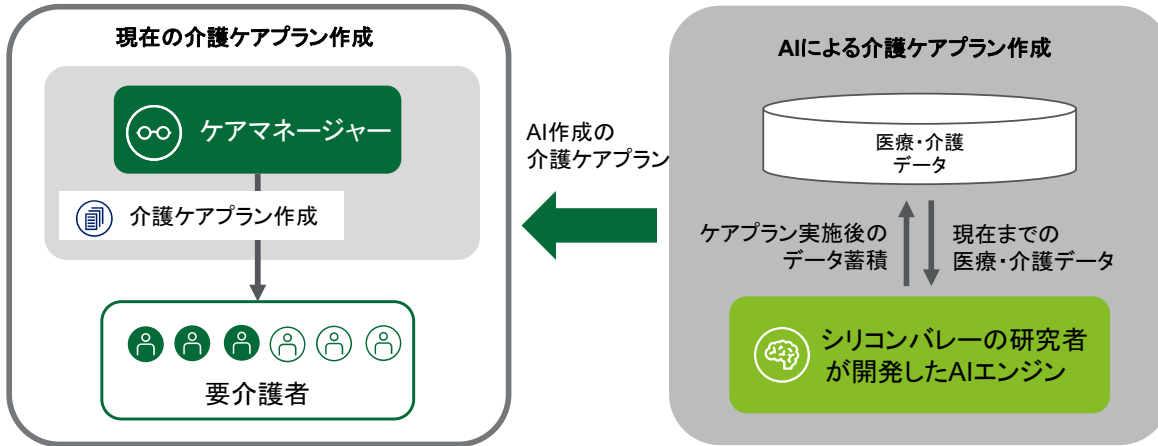 現在の介護ケアプラン作成
ケアマネージャー
介護ケアプラン作成
要介護者
AI作成の
介護ケアプラン
AIによる介護ケアプラン作成
医療・介護
データ
ケアプラン実施後の
データ蓄積
現在までの
医療・介護データ
シリコンバレーの研究者
が開発したAIエンジン